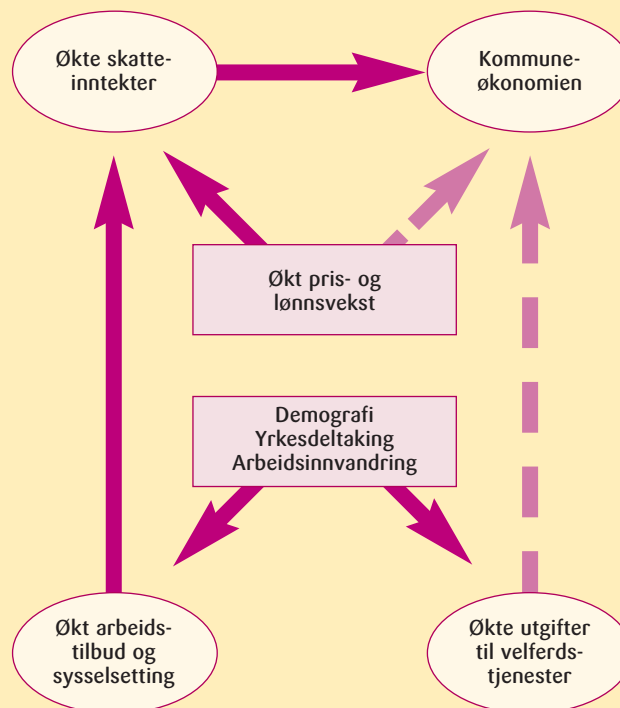 Økte skatte-
inntekter
Kommune-
økonomien
Økt pris- og
lønnsvekst
Demografi
Yrkesdeltaking
Arbeidsinnvandring
Økt arbeids-
tilbud og
sysselsetting
Økte utgifter
til velferds-
tjenester